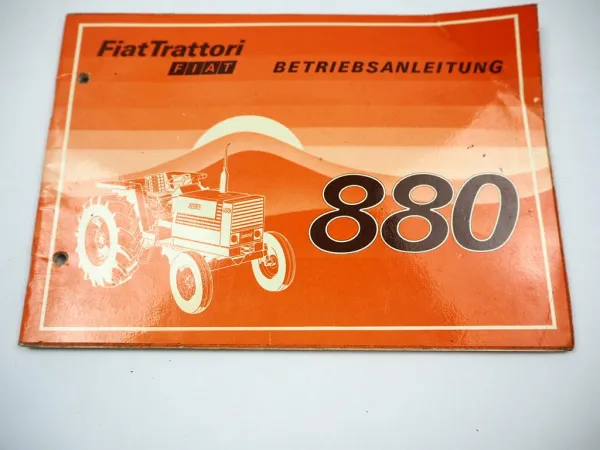 FiatTrattori
FIAT
BETRIEBSANLEITUNG
880